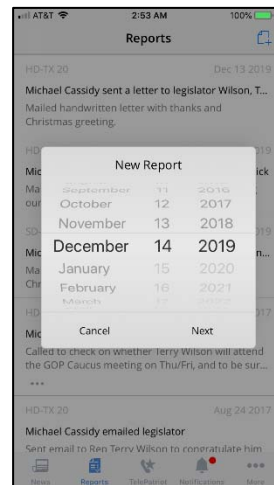 AT&T 2:53 AM 100%
Reports
HD-TX 20 Dec 13 2019
Michael Cassidy sent a letter to legislator Wilson, T...
Mailed handwritten letter with thanks and
Christmas greeting.
New Report
September 11 2016
October 12 2017
November 13 2018
December 14 2019
January 15 2020
February 16 2021
March
Cancel Next
Called to check on whether Terry Wilson will attend
the GOP Caucus meeting on Thu/Fri, and to be sur...
...
HD-TX 20 Aug 24 2017
Michael Cassidy emailed legislator
Sent email to Rep Terry Wilson to congratulate him
News Reports TelePatriot Notifications More